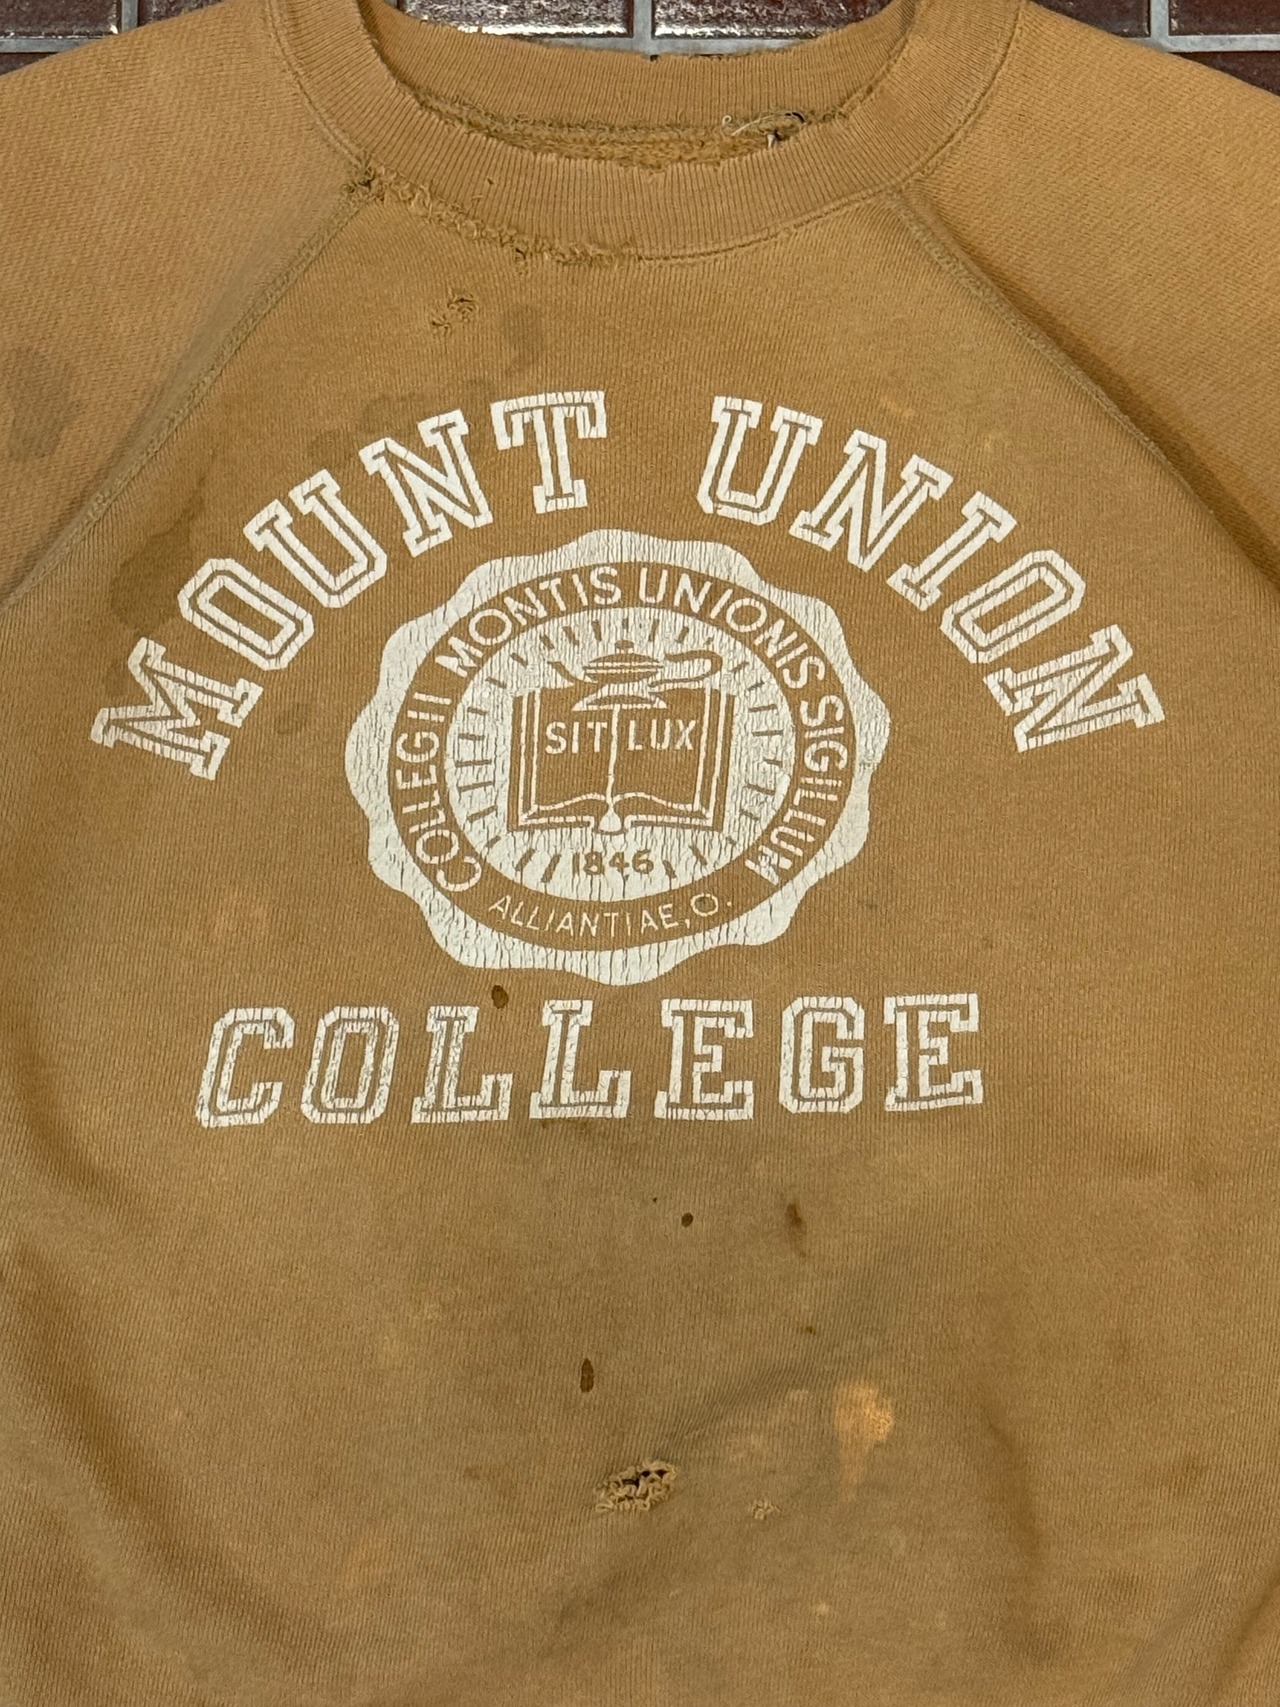 MOUNT UNION
COLLEGII MONTIS UNIONIS SIGILLUM
SIT LUX
1846
ALLIANTIAE, O.
COLLEGE